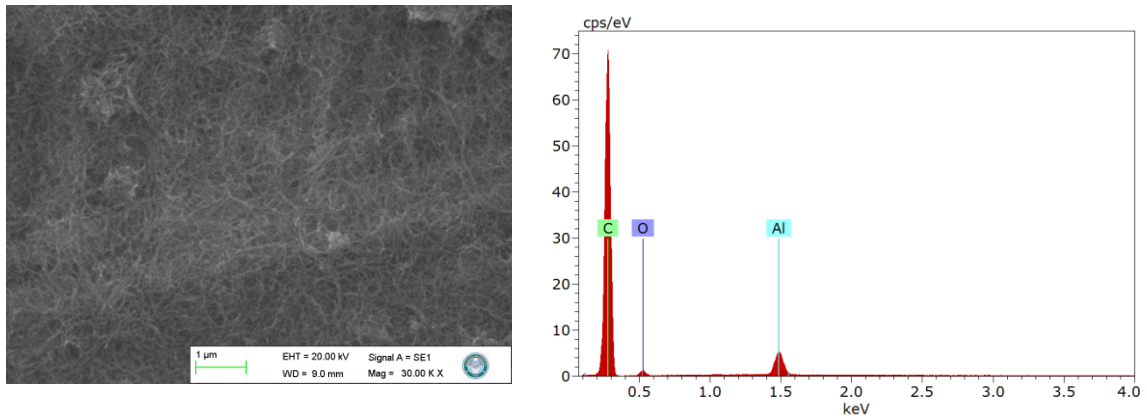 1 µm
EHT = 20.00 kV
Signal A = SE1
WD = 9.0 mm
Mag = 30.00 K X
cps/eV
70
60
50
40
30
20
10
0
C
O
Al
0.5 1.0 1.5 2.0 2.5 3.0 3.5 4.0
keV